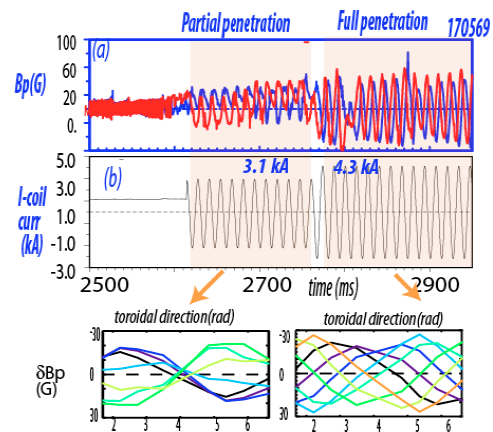 Partial penetration Full penetration 170569
100 (a)
60
Bp(G)
20
0.
5.0
(b) 3.1 kA 4.3 kA
3.0
I-coil
curr
(kA)
1.0
-1.0
-3.0
2500 2700 time (ms) 2900
toroidal direction(rad) toroidal direction(rad)
-30 -30
δBp
(G)
0 0
30 30
2 3 4 5 6 2 3 4 5 6